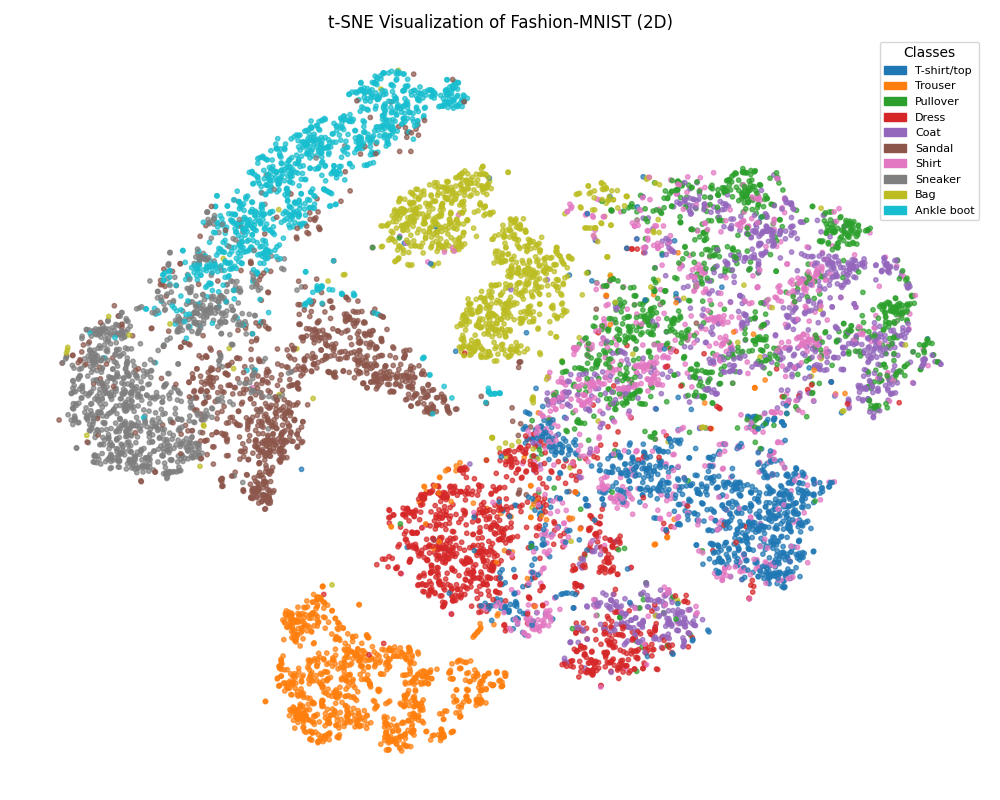 t-SNE Visualization of Fashion-MNIST (2D)
Classes
T-shirt/top
Trouser
Pullover
Dress
Coat
Sandal
Shirt
Sneaker
Bag
Ankle boot